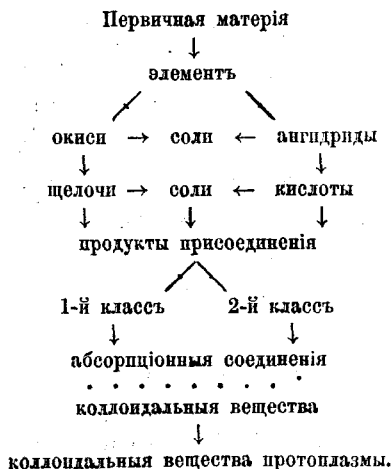 Первичная матерія
↓
элементъ
окиси → соли ← ангидриды
↓ ↓
щелочи → соли ← кислоты
↓ ↓ ↓
продукты присоединенія
1-й классъ 2-й классъ
↓ ↓
абсорпціонныя соединенія
. . . . . . . . .
коллоидальныя вещества
↓
коллоидальныя вещества протоплазмы.